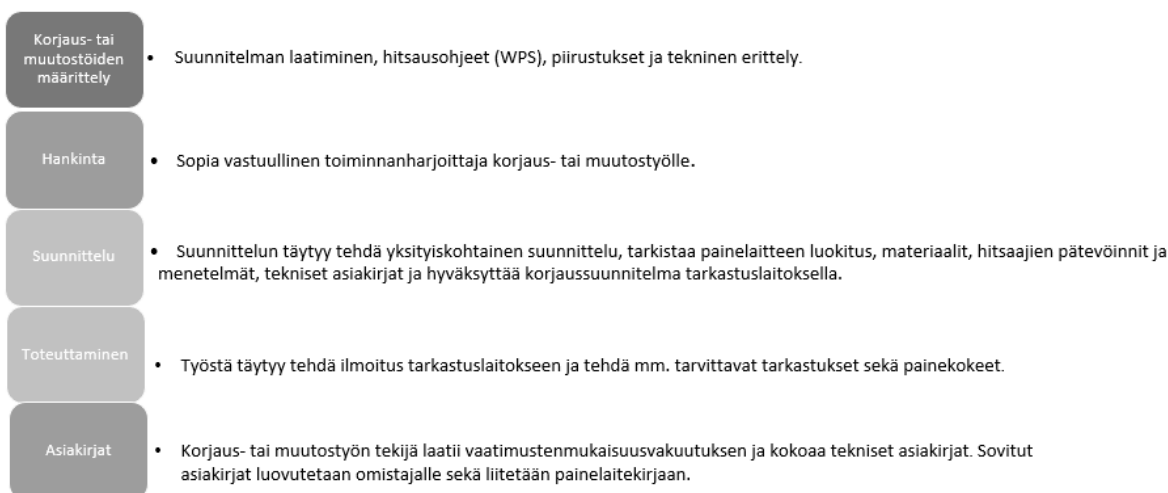 Korjaus- tai
muutostöiden
määrittely
• Suunnitelman laatiminen, hitsausohjeet (WPS), piirustukset ja tekninen erittely.
Hankinta
• Sopia vastuullinen toiminnanharjoittaja korjaus- tai muutostyölle.
Suunnittelu
• Suunnittelun täytyy tehdä yksityiskohtainen suunnittelu, tarkistaa painelaitteen luokitus, materiaalit, hitsaajien pätevöinnit ja
menetelmät, tekniset asiakirjat ja hyväksyttää korjaussuunnitelma tarkastuslaitoksella.
Toteuttaminen
• Työstä täytyy tehdä ilmoitus tarkastuslaitokseen ja tehdä mm. tarvittavat tarkastukset sekä painekokeet.
Asiakirjat
• Korjaus- tai muutostyön tekijä laatii vaatimustenmukaisuusvakuutuksen ja kokoaa tekniset asiakirjat. Sovitut
asiakirjat luovutetaan omistajalle sekä liitetään painelaitekirjaan.